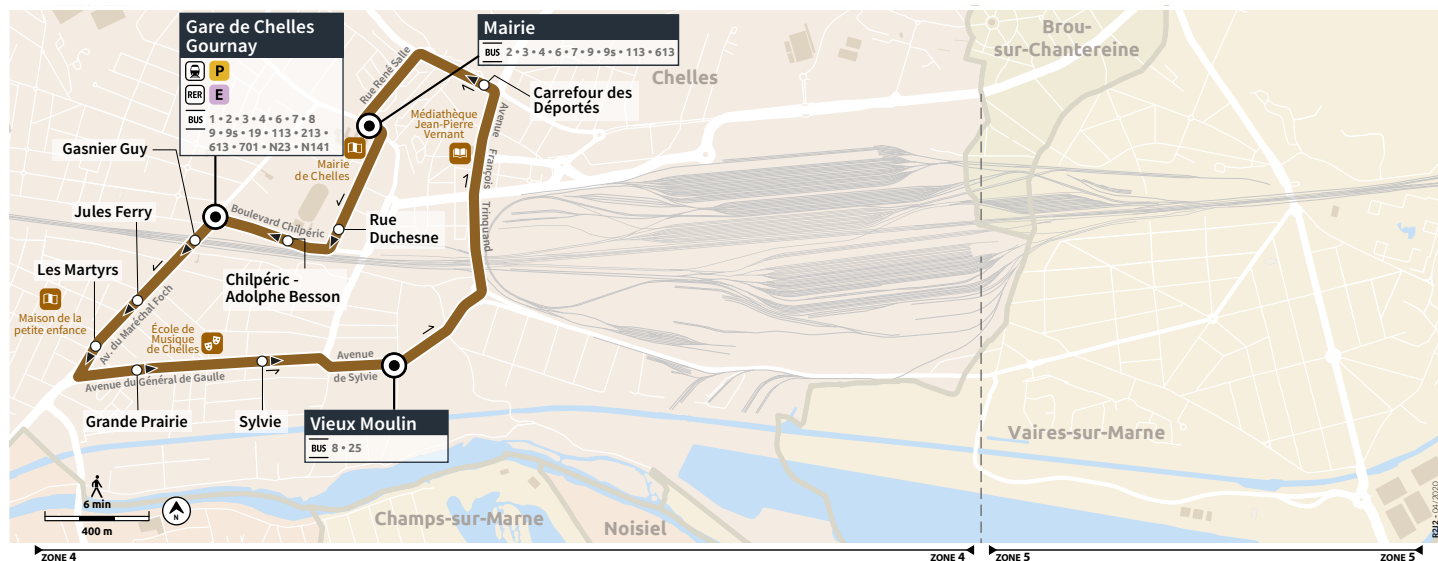 Gare de Chelles
Gournay
P
RER E
BUS 1 • 2 • 3 • 4 • 6 • 7 • 8
9 • 9s • 19 • 113 • 213 •
613 • 701 • N23 • N141
Mairie
BUS 2 • 3 • 4 • 6 • 7 • 9 • 9s • 113 • 613
Brou-
sur-Chantereine
Chelles
Rue René Salle
Carrefour des
Déportés
Médiathèque
Jean-Pierre
Vernant
Avenue François Trinquand
Gasnier Guy
Mairie
de Chelles
Jules Ferry
Boulevard Chilpéric
Rue
Duchesne
Les Martyrs
Chilpéric -
Adolphe Besson
Maison de la
petite enfance
Av. du Maréchal Foch
École de
Musique
de Chelles
Avenue
de Sylvie
Avenue du Général de Gaulle
Grande Prairie
Sylvie
Vieux Moulin
BUS 8 • 25
Vaires-sur-Marne
6 min
400 m
N
Champs-sur-Marne
Noisiel
R2J2 - 04/2020
ZONE 4
ZONE 4
ZONE 5
ZONE 5